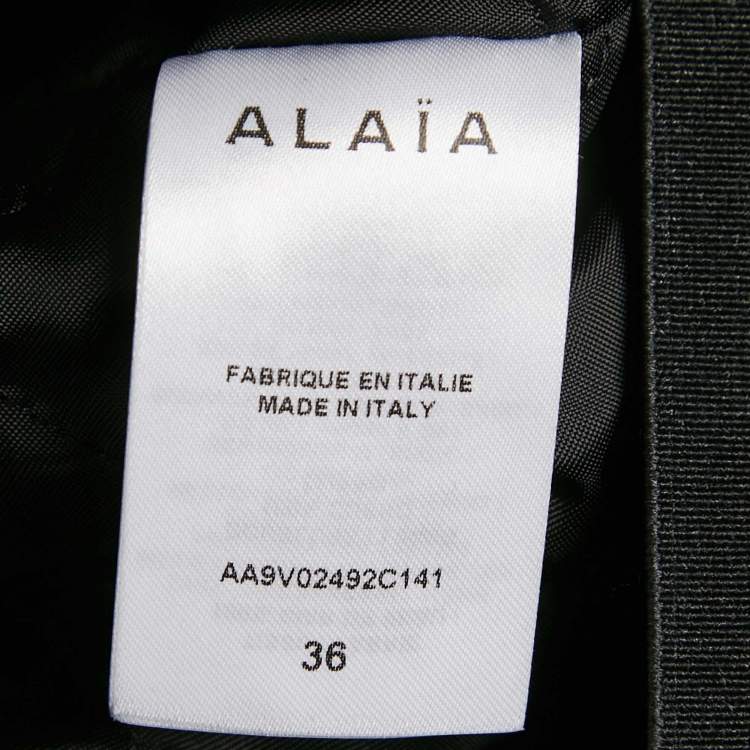 ALAÏA
FABRIQUE EN ITALIE
MADE IN ITALY
AA9V02492C141
36